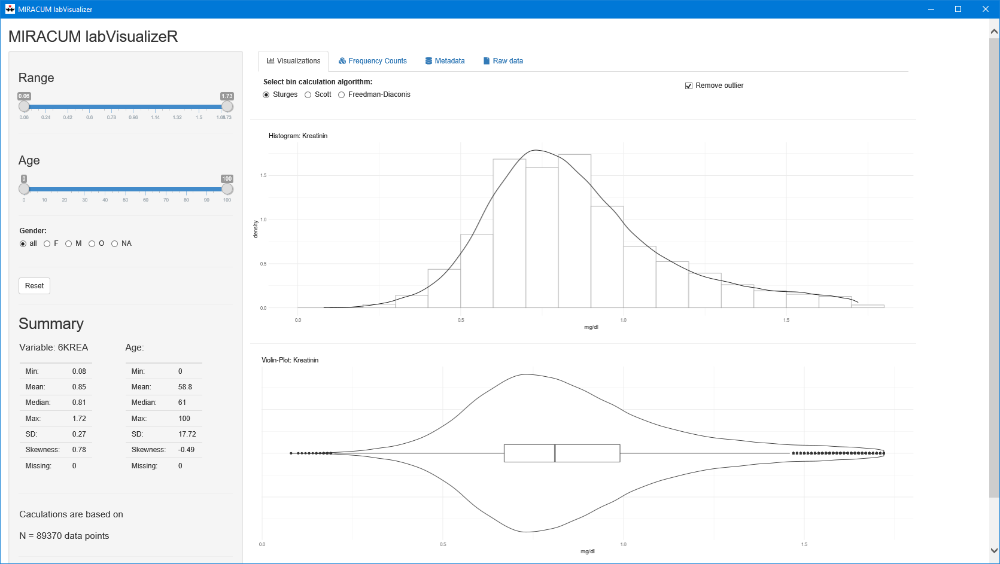 MIRACUM labVisualizer
MIRACUM labVisualizeR
Range
0.06 1.73
0.06 0.24 0.42 0.6 0.78 0.96 1.14 1.32 1.5
Age
0 100
0 10 20 30 40 50 60 70 80 90 100
Gender:
all F M O NA
Reset
Summary
Variable: 6KREA Age:
Min: 0.08 Min: 0
Mean: 0.85 Mean: 58.8
Median: 0.81 Median: 61
Max: 1.72 Max: 100
SD: 0.27 SD: 17.72
Skewness: 0.78 Skewness: -0.49
Missing: 0 Missing: 0
Caculations are based on
N = 89370 data points
Visualizations Frequency Counts Metadata Raw data
Select bin calculation algorithm:
Sturges Scott Freedman-Diaconis
Remove outlier
Histogram: Kreatinin
1.5
1.0
density
0.5
0.0
0.0 0.5 1.0 1.5
mg/dl
Violin-Plot: Kreatinin
0.0 0.5 1.0 1.5
mg/dl